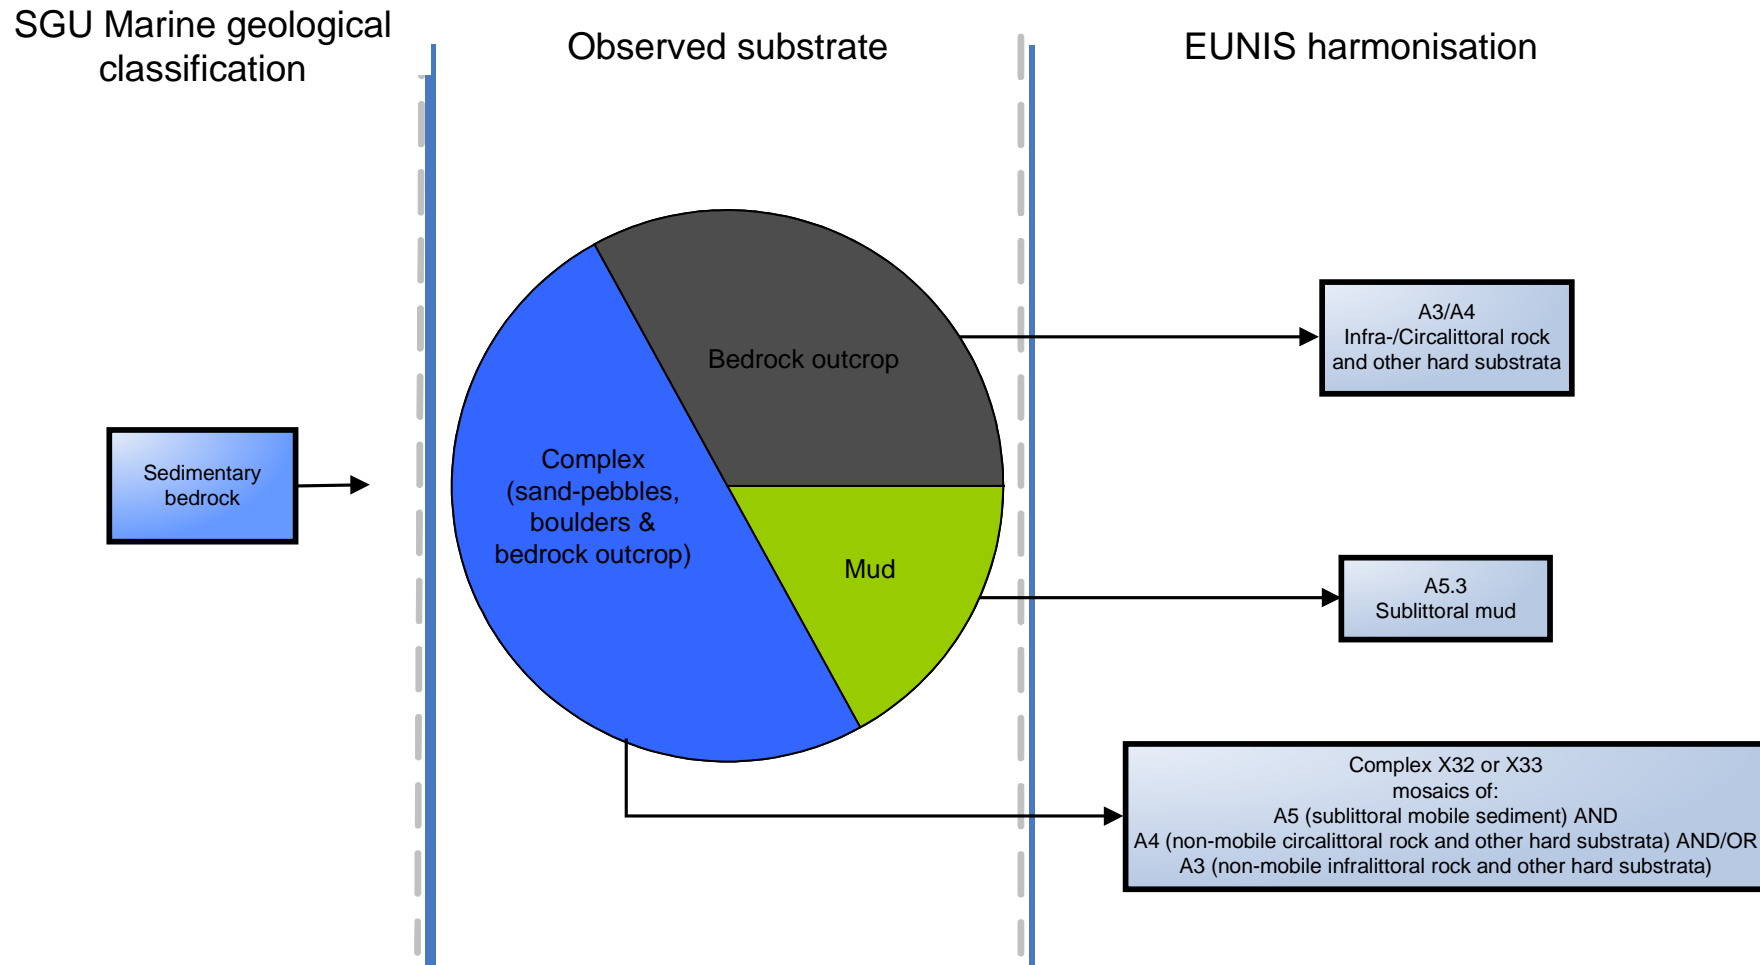 SGU Marine geological
classification
Observed substrate
EUNIS harmonisation
Sedimentary
bedrock
Bedrock outcrop
Complex
(sand-pebbles,
boulders &
bedrock outcrop)
Mud
A3/A4
Infra-/Circalittoral rock
and other hard substrata
A5.3
Sublittoral mud
Complex X32 or X33
mosaics of:
A5 (sublittoral mobile sediment) AND
A4 (non-mobile circalittoral rock and other hard substrata) AND/OR
A3 (non-mobile infralittoral rock and other hard substrata)